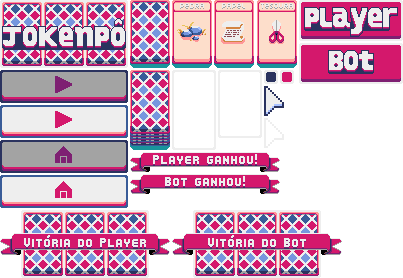 JOKENPÔ
PEDRA
PAPEL
TESOURA
PLAYER
BOT
PLAYER GANHOU!
BOT GANHOU!
VITÓRIA DO PLAYER
VITÓRIA DO BOT